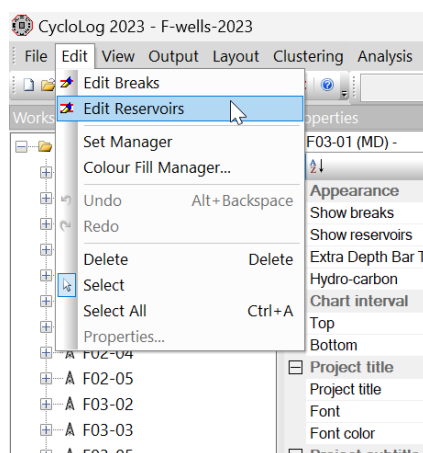 CycloLog 2023 - F-wells-2023
File Edit View Output Layout Clustering Analysis
Edit Breaks
Edit Reservoirs
Set Manager
Colour Fill Manager...
Undo Alt+Backspace
Redo
Delete Delete
Select
Select All Ctrl+A
Properties...
Works
F02-04
F02-05
F03-02
F03-03
operties
F03-01 (MD) -
Appearance
Show breaks
Show reservoirs
Extra Depth Bar T
Hydro-carbon
Chart interval
Top
Bottom
Project title
Project title
Font
Font color